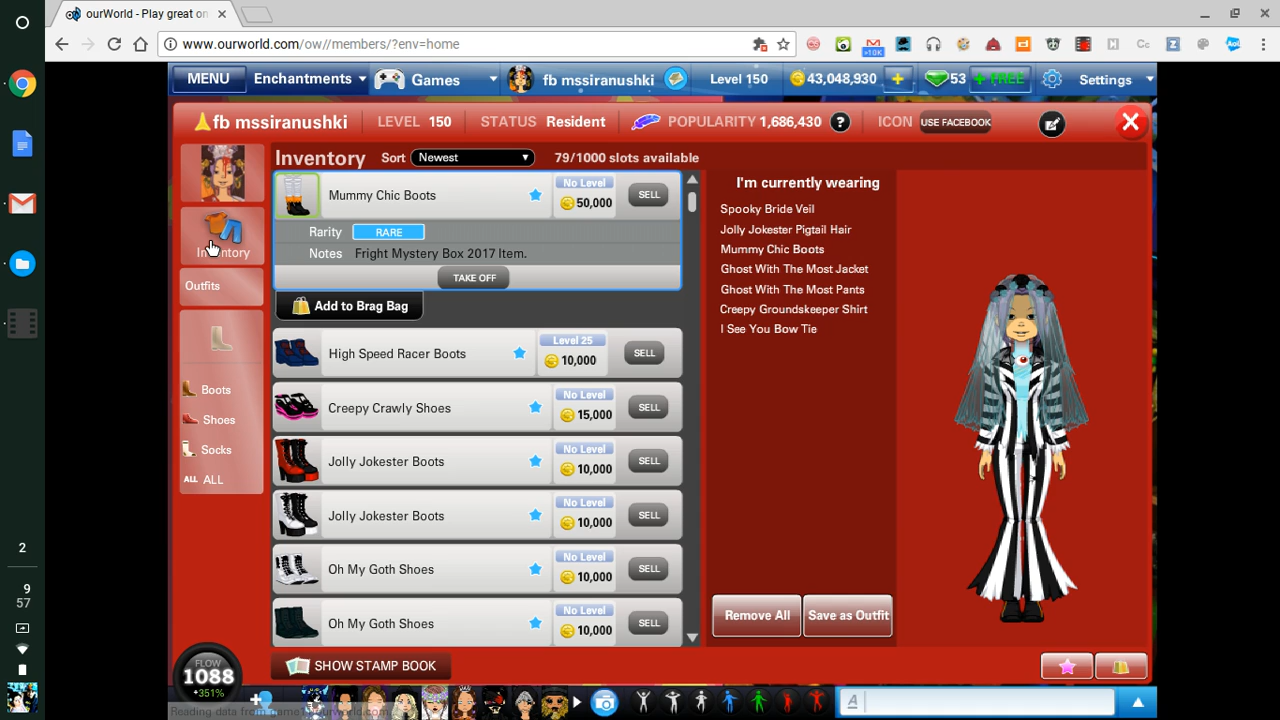 ourWorld - Play great on
www.ourworld.com/ow//members/?env=home
>10K
MENU Enchantments Games fb mssiranushki Level 150 43,048,930 + 53 + FREE Settings
fb mssiranushki LEVEL 150 STATUS Resident POPULARITY 1,686,430 ? ICON USE FACEBOOK
Inventory Sort Newest 79/1000 slots available
Inventory
Outfits
Boots
Shoes
Socks
ALL ALL
Mummy Chic Boots No Level 50,000 SELL
Rarity RARE
Notes Fright Mystery Box 2017 Item.
TAKE OFF
Add to Brag Bag
High Speed Racer Boots Level 25 10,000 SELL
Creepy Crawly Shoes No Level 15,000 SELL
Jolly Jokester Boots No Level 10,000 SELL
Jolly Jokester Boots No Level 10,000 SELL
Oh My Goth Shoes No Level 10,000 SELL
Oh My Goth Shoes No Level 10,000 SELL
I'm currently wearing
Spooky Bride Veil
Jolly Jokester Pigtail Hair
Mummy Chic Boots
Ghost With The Most Jacket
Ghost With The Most Pants
Creepy Groundskeeper Shirt
I See You Bow Tie
Remove All Save as Outfit
SHOW STAMP BOOK
FLOW
1088
+351%
A
2
9
57